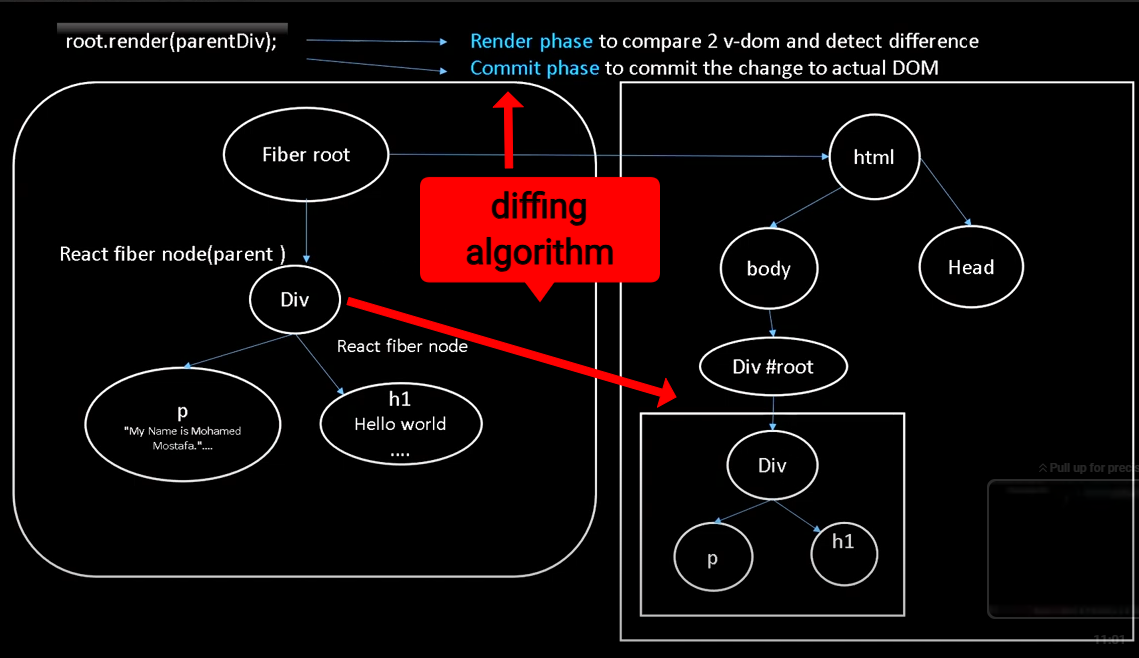 root.render(parentDiv);
Render phase to compare 2 v-dom and detect difference
Commit phase to commit the change to actual DOM
Fiber root
html
diffing
algorithm
React fiber node(parent )
body
Head
Div
React fiber node
Div #root
p
"My Name is Mohamed
Mostafa."....
h1
Hello world
....
Div
p
h1
Pull up for precis
11:01